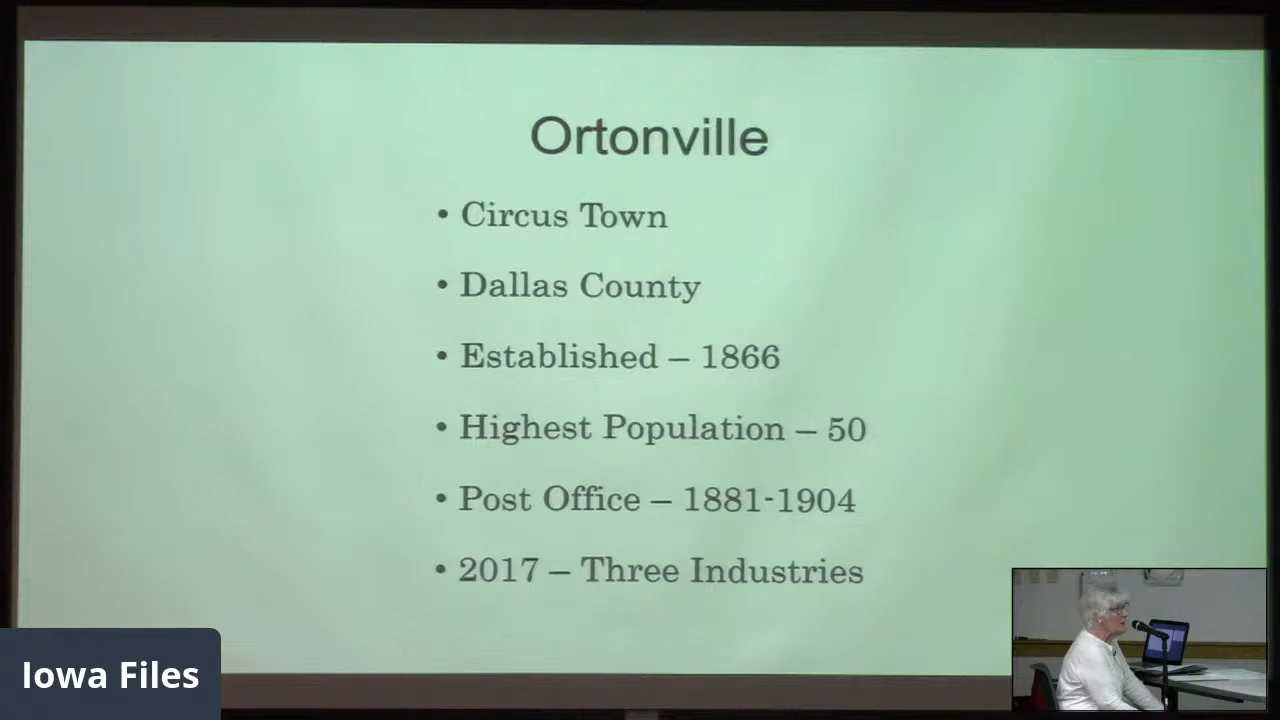 Ortonville
• Circus Town
• Dallas County
• Established – 1866
• Highest Population – 50
• Post Office – 1881-1904
• 2017 – Three Industries
Iowa Files